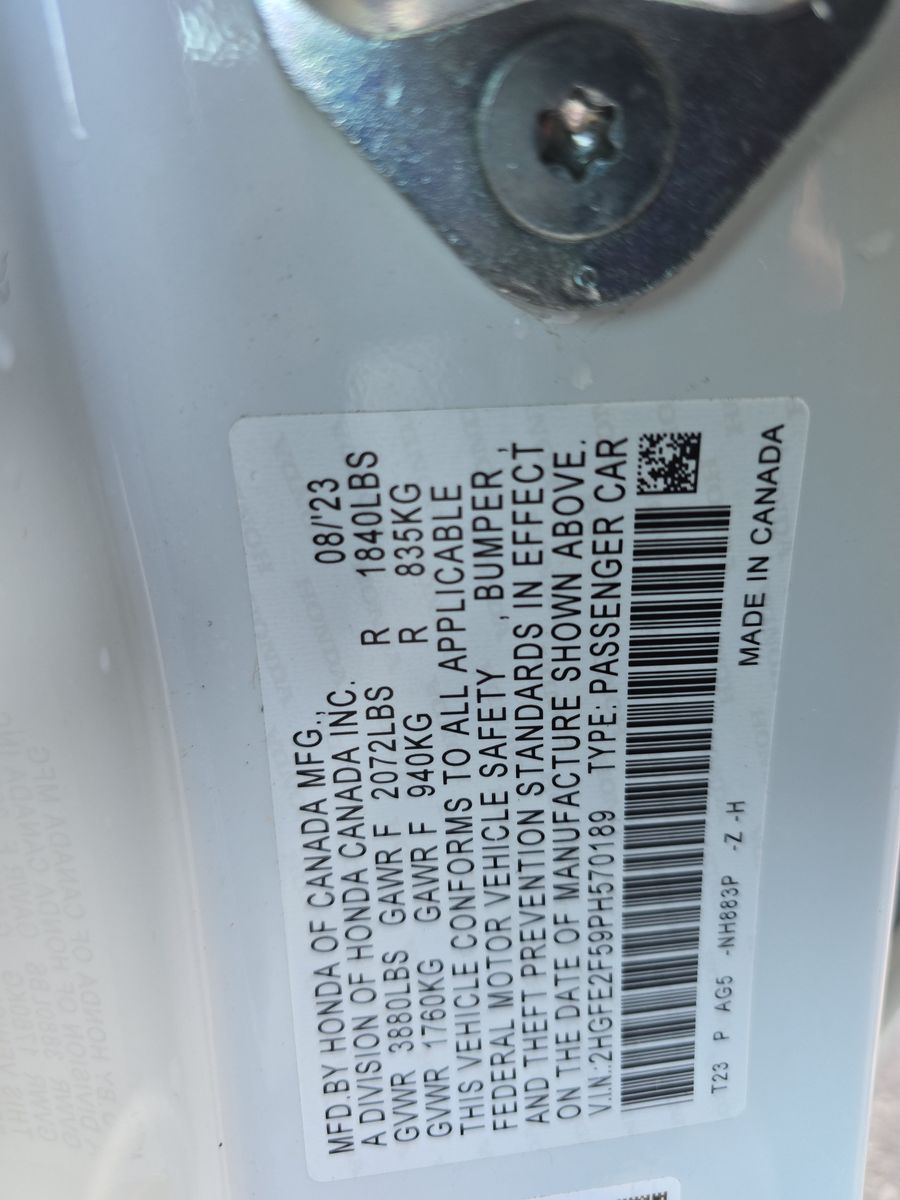 MFD.BY HONDA OF CANADA MFG., 08/'23
A DIVISION OF HONDA CANADA INC.
GVWR 3880LBS GAWR F 2072LBS R 1840LBS
GVWR 1760KG GAWR F 940KG R 835KG
THIS VEHICLE CONFORMS TO ALL APPLICABLE
FEDERAL MOTOR VEHICLE SAFETY , BUMPER ,
AND THEFT PREVENTION STANDARDS IN EFFECT
ON THE DATE OF MANUFACTURE SHOWN ABOVE.
V.I.N.:2HGFE2F59PH570189 TYPE: PASSENGER CAR
T23 P AG5 -NH883P -Z -H
MADE IN CANADA